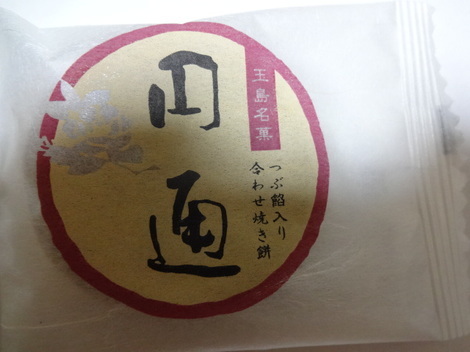 玉島名菓
円通
つぶ餡入り
合わせ焼き餅